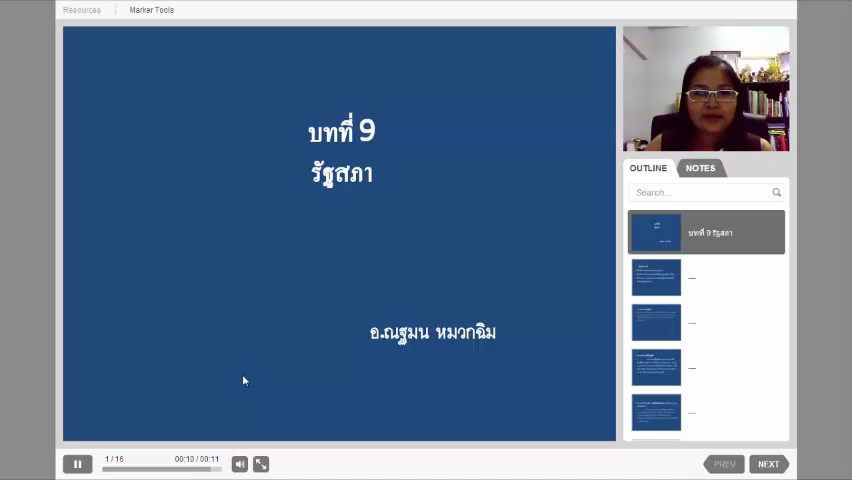 Resources
Marker Tools
บทที่ 9
รัฐสภา
อ.ณฐมน หมวกฉิม
OUTLINE
NOTES
Search...
บทที่ 9 รัฐสภา
1 / 16
00:10 / 00:11
PREV
NEXT